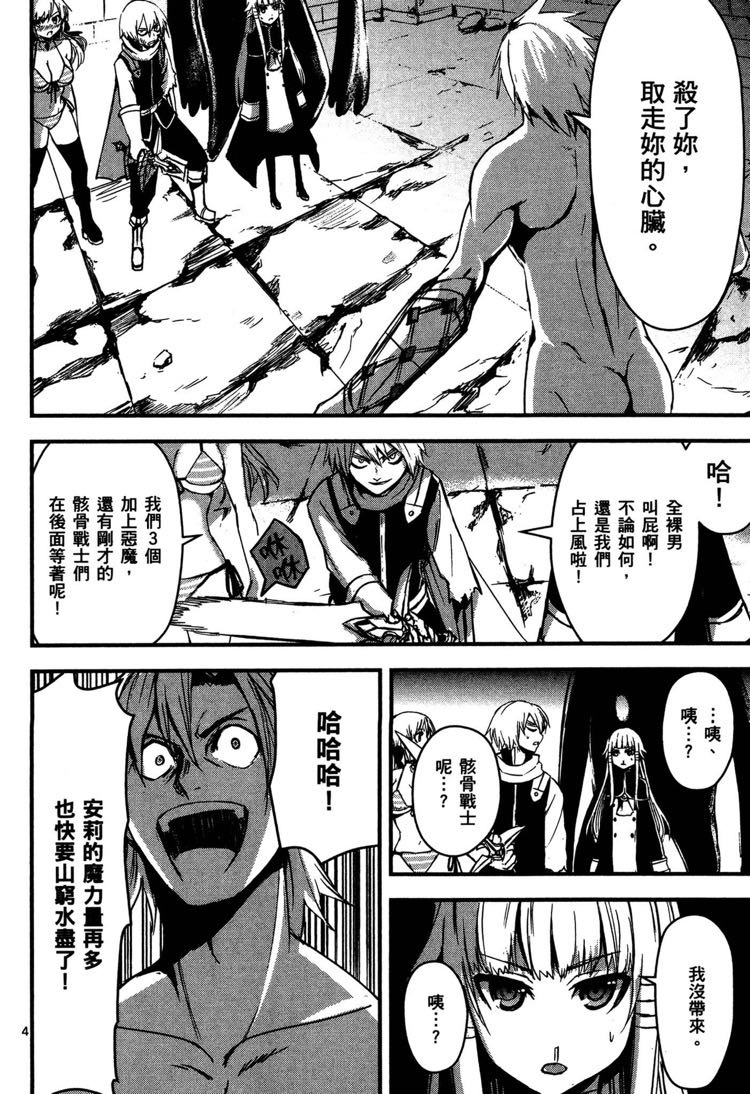 殺了妳，
取走妳的心臟。
哈！
全裸男
叫屁啊！
不論如何，
還是我們
占上風啦！
咻
咻
我們3個
加上惡魔，
還有剛才的
骸骨戰士們
在後面等著呢！
…咦、
咦…？
骸骨戰士
呢…？
我沒帶來。
咦…？
哈哈哈！
安莉的魔力量再多
也快要山窮水盡了！
4